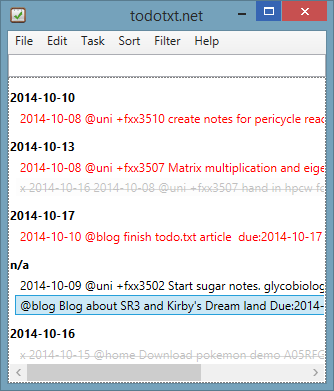 todotxt.net
File Edit Task Sort Filter Help
2014-10-10
2014-10-08 @uni +fxx3510 create notes for pericycle reac
2014-10-13
2014-10-08 @uni +fxx3507 Matrix multiplication and eige
x 2014-10-16 2014-10-08 @uni +fxx3507 hand in hpcw fo
2014-10-17
2014-10-10 @blog finish todo.txt article due:2014-10-17
n/a
2014-10-09 @uni +fxx3502 Start sugar notes. glycobiolog
@blog Blog about SR3 and Kirby's Dream land Due:2014-
2014-10-16
x 2014-10-15 @home Download pokemon demo A05RFG